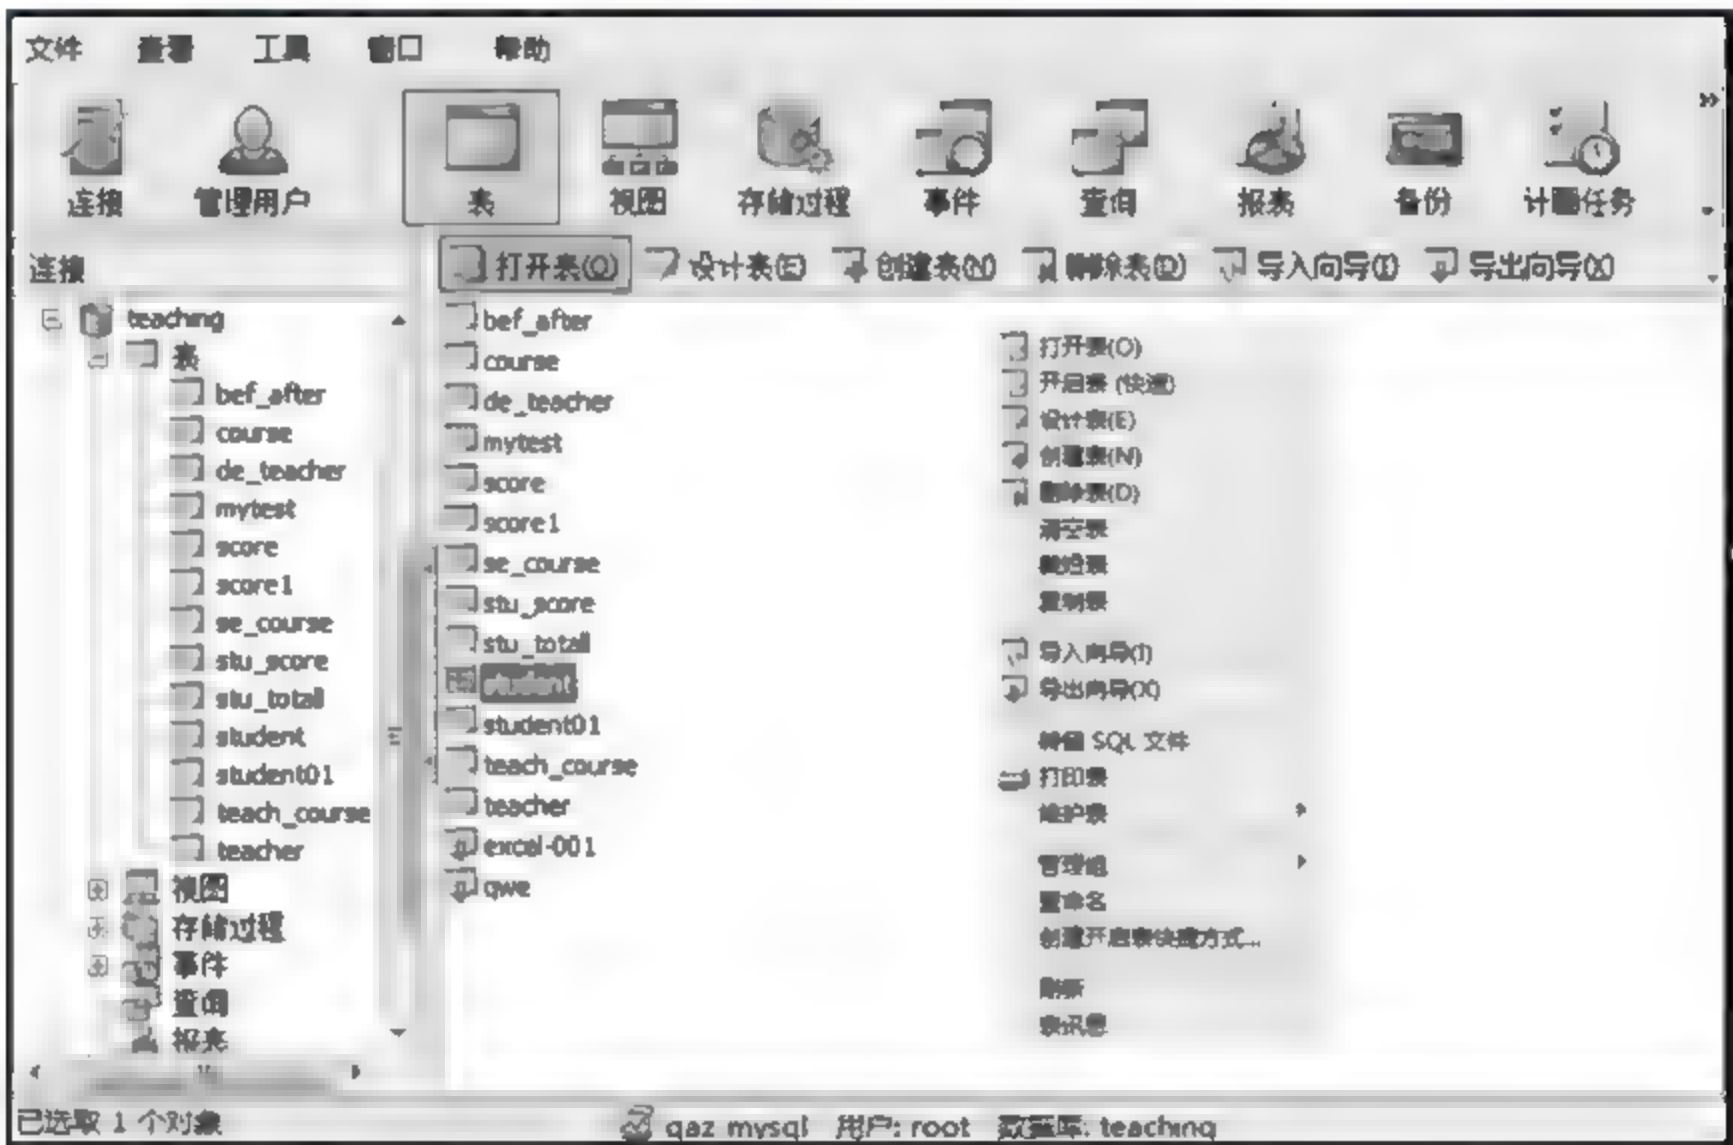 文件 查看 工具 窗口 帮助
连接 管理用户 表 视图 存储过程 事件 查询 报表 备份 计划任务
连接
打开表(O) 设计表(E) 创建表(N) 删除表(D) 导入向导(I) 导出向导(X)
teaching
表
bef_after
course
de_teacher
mytest
score
score1
se_course
stu_score
stu_totall
student
student01
teach_course
teacher
视图
存储过程
事件
查询
报表
bef_after
course
de_teacher
mytest
score
score1
se_course
stu_score
stu_totall
student
student01
teach_course
teacher
excel-001
qwe
打开表(O)
开启表 (快速)
设计表(E)
创建表(N)
删除表(D)
清空表
复制表
导入向导(I)
导出向导(X)
转储 SQL 文件
打印表
维护表
管理组
重命名
创建开启表快捷方式...
刷新
表讯息
已选取 1 个对象
qaz mysql 用户: root 数据库: teaching